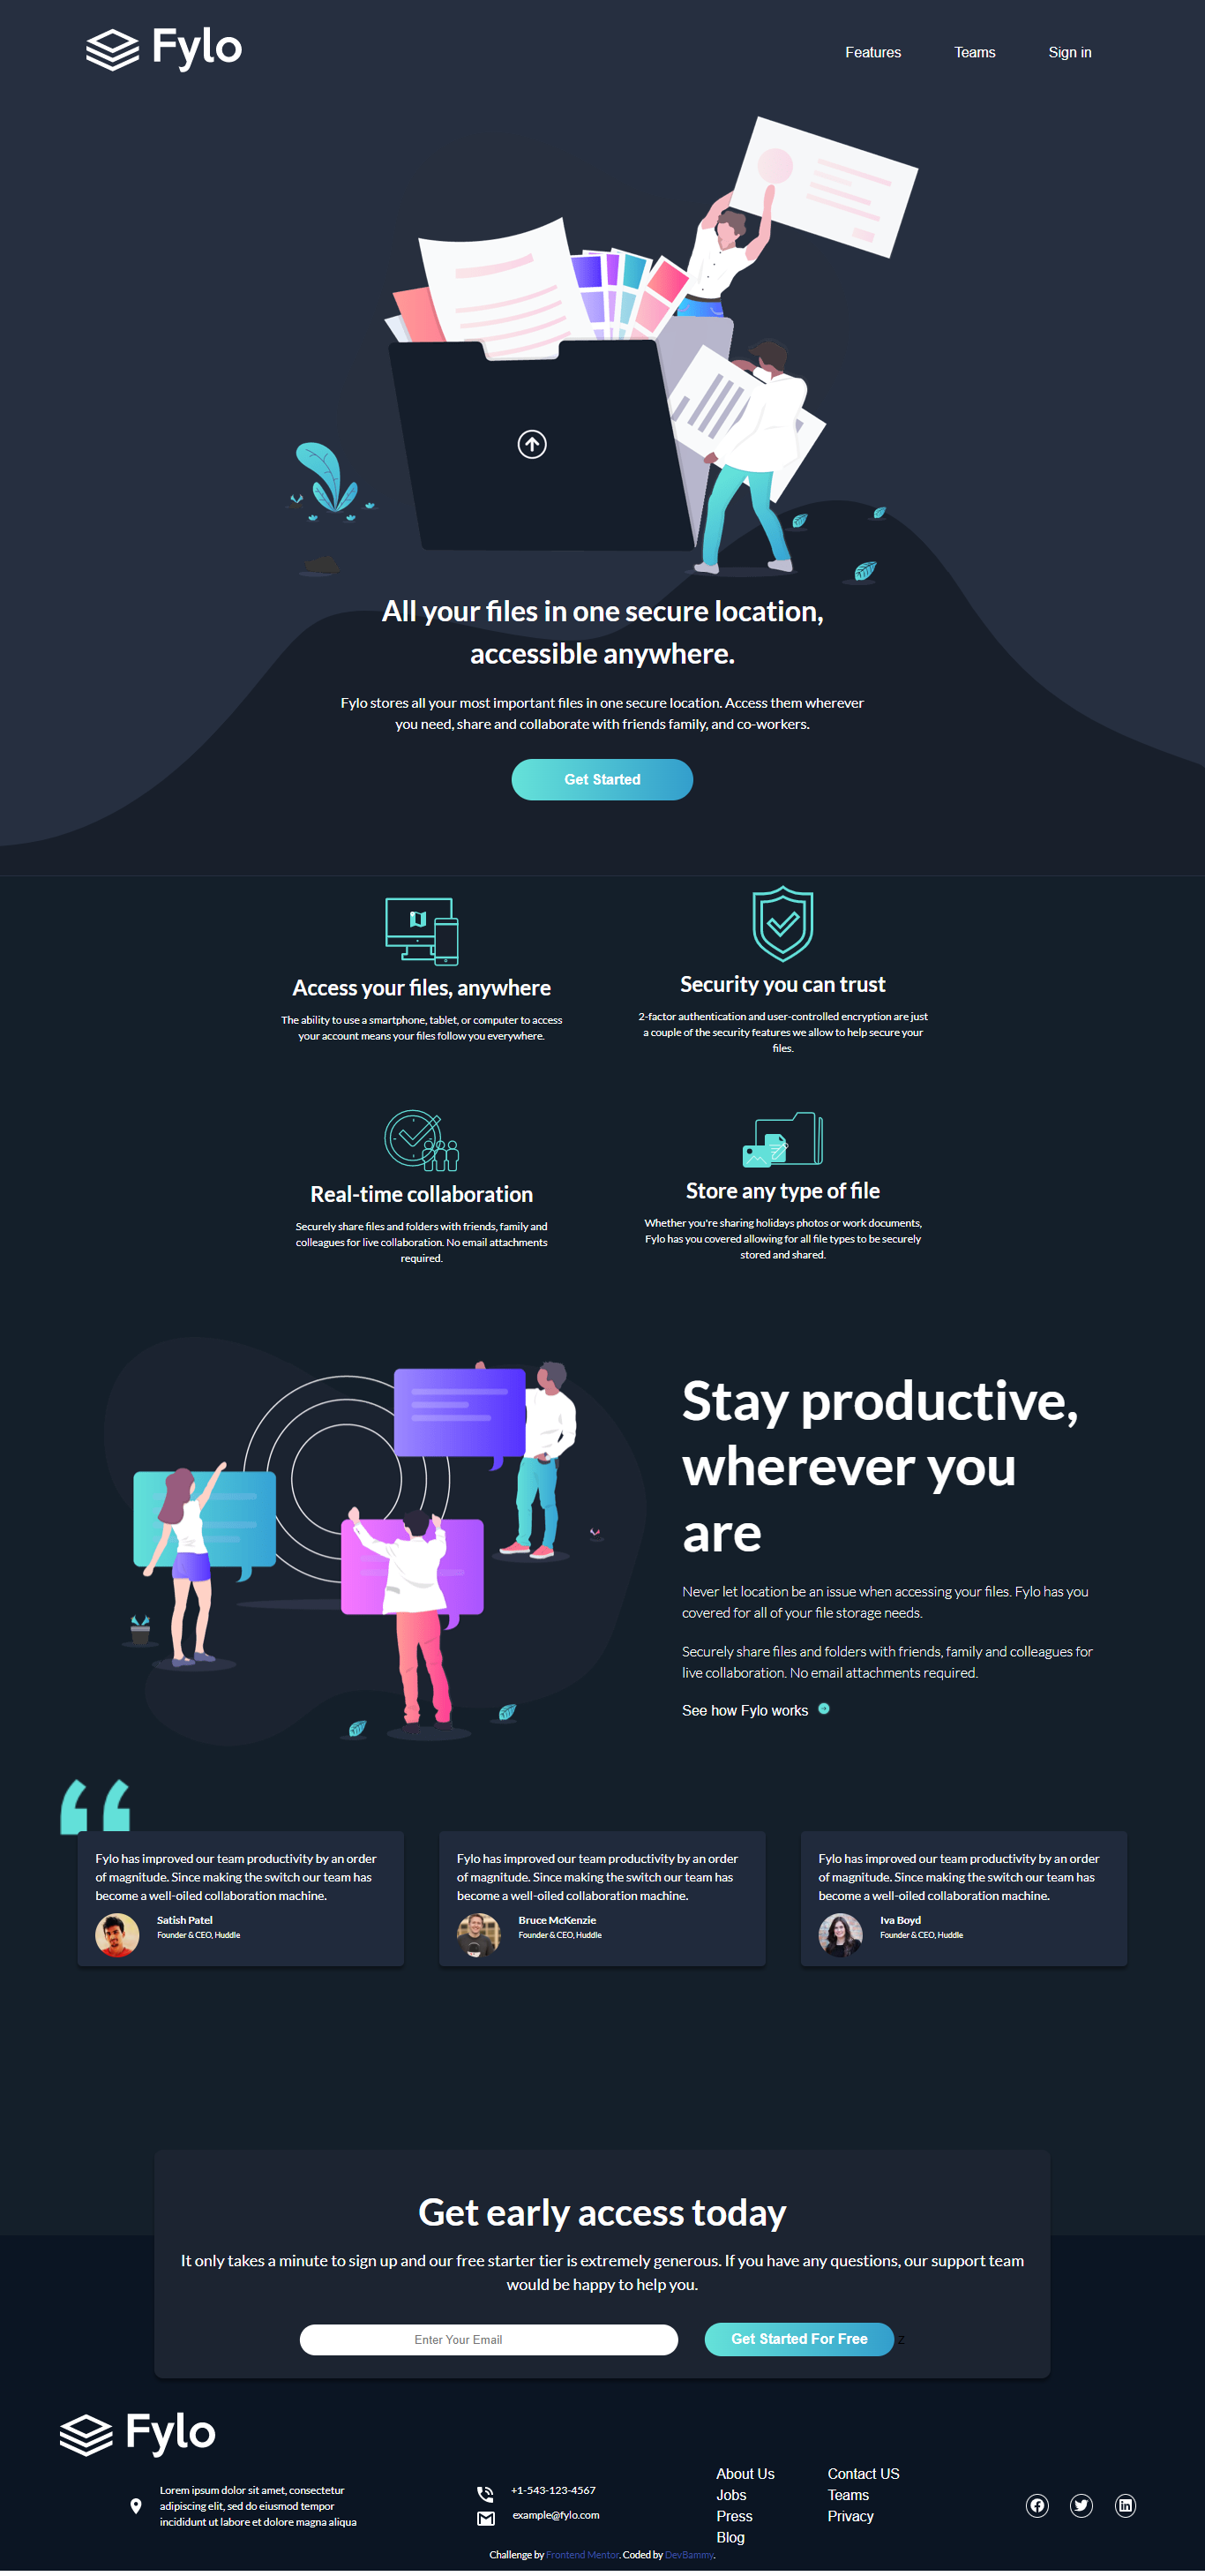 Fylo
Features Teams Sign in
All your files in one secure location,
accessible anywhere.
Fylo stores all your most important files in one secure location. Access them wherever
you need, share and collaborate with friends family, and co-workers.
Get Started
Access your files, anywhere
The ability to use a smartphone, tablet, or computer to access
your account means your files follow you everywhere.
Security you can trust
2-factor authentication and user-controlled encryption are just
a couple of the security features we allow to help secure your
files.
Real-time collaboration
Securely share files and folders with friends, family and
colleagues for live collaboration. No email attachments
required.
Store any type of file
Whether you're sharing holidays photos or work documents,
Fylo has you covered allowing for all file types to be securely
stored and shared.
Stay productive,
wherever you
are
Never let location be an issue when accessing your files. Fylo has you
covered for all of your file storage needs.
Securely share files and folders with friends, family and colleagues for
live collaboration. No email attachments required.
See how Fylo works
Fylo has improved our team productivity by an order
of magnitude. Since making the switch our team has
become a well-oiled collaboration machine.
Satish Patel
Founder & CEO, Huddle
Fylo has improved our team productivity by an order
of magnitude. Since making the switch our team has
become a well-oiled collaboration machine.
Bruce McKenzie
Founder & CEO, Huddle
Fylo has improved our team productivity by an order
of magnitude. Since making the switch our team has
become a well-oiled collaboration machine.
Iva Boyd
Founder & CEO, Huddle
Get early access today
It only takes a minute to sign up and our free starter tier is extremely generous. If you have any questions, our support team
would be happy to help you.
Enter Your Email
Get Started For Free
Z
Fylo
Lorem ipsum dolor sit amet, consectetur
adipiscing elit, sed do eiusmod tempor
incididunt ut labore et dolore magna aliqua
+1-543-123-4567
example@fylo.com
About Us
Jobs
Press
Blog
Contact US
Teams
Privacy
Challenge by Frontend Mentor. Coded by DevBammy.